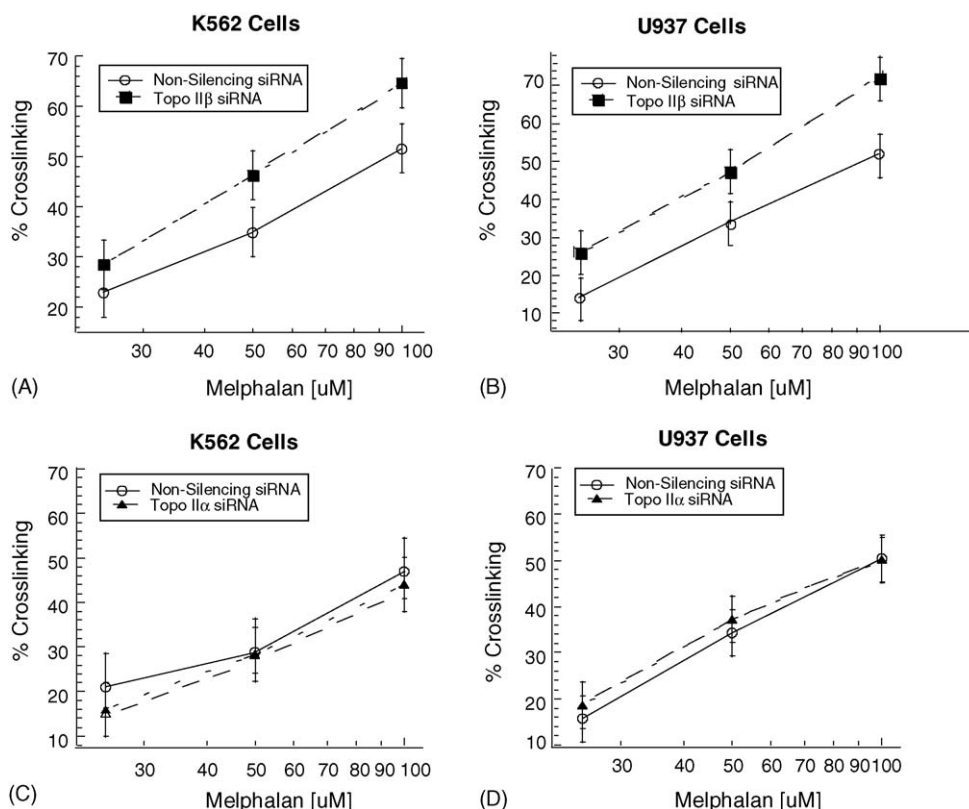 K562 Cells
70
60
50
40
30
20
% Crosslinking
Non-Silencing siRNA
Topo IIβ siRNA
30 40 50 60 70 80 90 100
Melphalan [uM]
(A)
U937 Cells
70
60
50
40
30
20
10
% Crosslinking
Non-Silencing siRNA
Topo IIβ siRNA
30 40 50 60 70 80 90 100
Melphalan [uM]
(B)
K562 Cells
70
60
50
40
30
20
10
% Crosslinking
Non-Silencing siRNA
Topo IIα siRNA
30 40 50 60 70 80 90 100
Melphalan [uM]
(C)
U937 Cells
70
60
50
40
30
20
10
% Crosslinking
Non-Silencing siRNA
Topo IIα siRNA
30 40 50 60 70 80 90 100
Melphalan [uM]
(D)